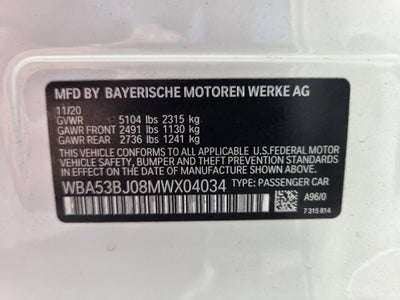 MFD BY BAYERISCHE MOTOREN WERKE AG
11/20
GVWR 5104 lbs 2315 kg
GAWR FRONT 2491 lbs 1130 kg
GAWR REAR 2736 lbs 1241 kg
THIS VEHICLE CONFORMS TO ALL APPLICABLE U.S.FEDERAL MOTOR
VEHICLE SAFETY, BUMPER, AND THEFT PREVENTION STANDARDS
IN EFFECT ON THE DATE OF MANUFACTURE SHOWN ABOVE.
WBA53BJ08MWX04034 TYPE: PASSENGER CAR
A96/0
7 315 814